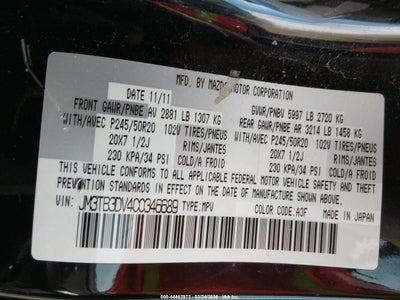 MFD. BY MAZDA MOTOR CORPORATION
DATE 11/11
GVWR/PNBV 5997 LB 2720 KG
FRONT GAWR/PNBE AV 2881 LB 1307 KG
REAR GAWR/PNBE AR 3214 LB 1458 KG
WITH/AVEC P245/50R20 102V TIRES/PNEUS
WITH/AVEC P245/50R20 102V TIRES/PNEUS
20X7 1/2J RIMS/JANTES
20X7 1/2J RIMS/JANTES
230 KPA/34 PSI COLD/A FROID
230 KPA/34 PSI COLD/A FROID
THIS VEHICLE CONFORMS TO ALL APPLICABLE FEDERAL MOTOR VEHICLE SAFETY
STANDARDS IN EFFECT ON THE DATE OF MANUFACTURE SHOWN ABOVE.
VIN: JM3TB3DV4C0346689 TYPE: MPV COLOR CODE: A3F MADE IN JAPAN